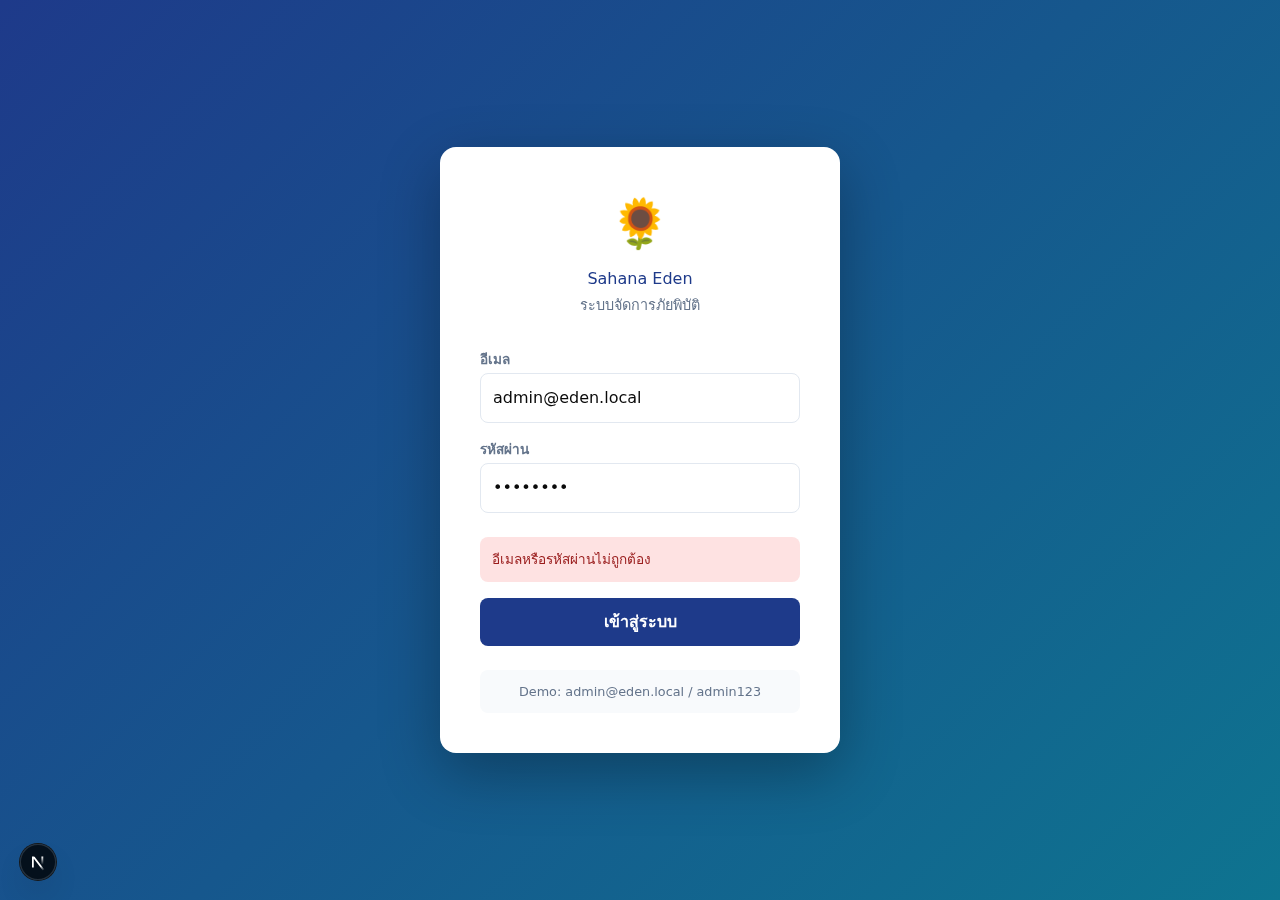 Sahana Eden
ระบบจัดการภัยพิบัติ
อีเมล
admin@eden.local
รหัสผ่าน
••••••••
อีเมลหรือรหัสผ่านไม่ถูกต้อง
เข้าสู่ระบบ
Demo: admin@eden.local / admin123
N